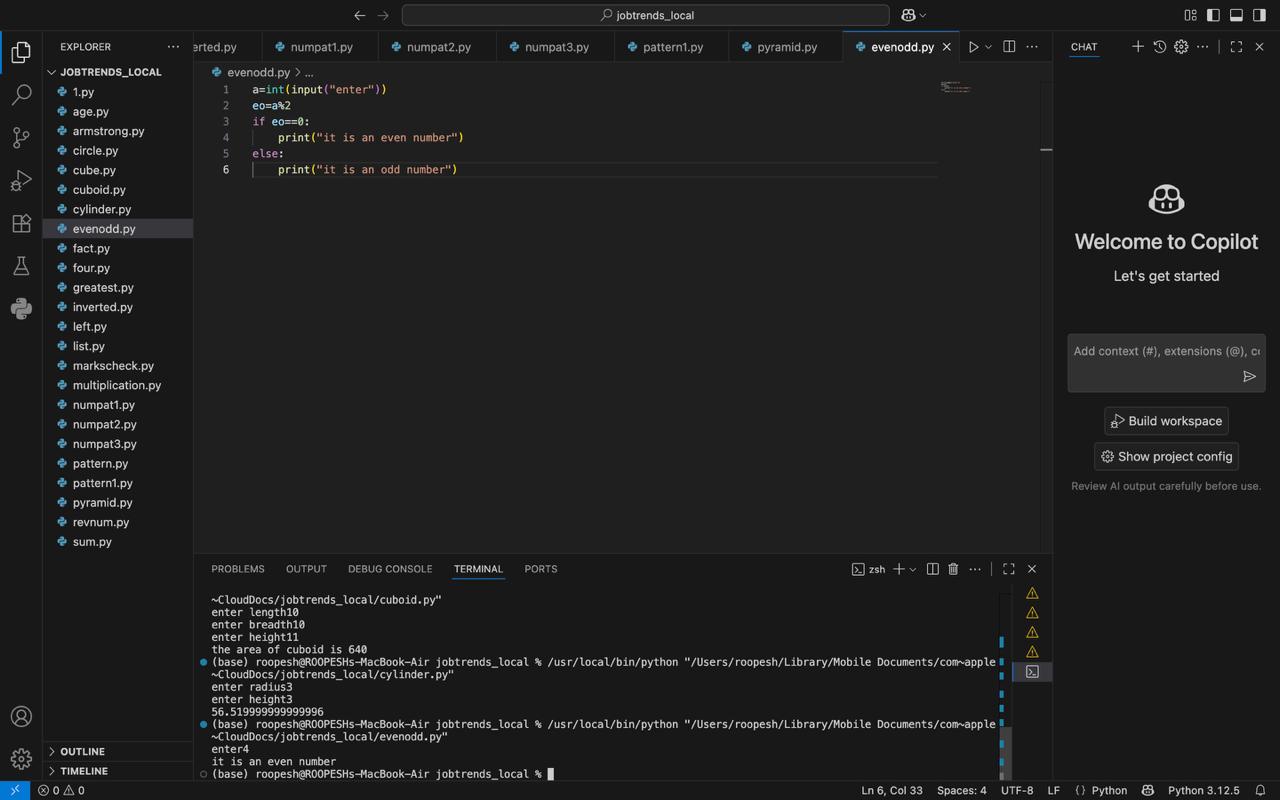 jobtrends_local
EXPLORER
JOBTRENDS_LOCAL
1.py
age.py
armstrong.py
circle.py
cube.py
cuboid.py
cylinder.py
evenodd.py
fact.py
four.py
greatest.py
inverted.py
left.py
list.py
markscheck.py
multiplication.py
numpat1.py
numpat2.py
numpat3.py
pattern.py
pattern1.py
pyramid.py
revnum.py
sum.py
OUTLINE
TIMELINE
erted.py numpat1.py numpat2.py numpat3.py pattern1.py pyramid.py evenodd.py
evenodd.py > ...
1 a=int(input("enter"))
2 eo=a%2
3 if eo==0:
4 print("it is an even number")
5 else:
6 print("it is an odd number")
PROBLEMS OUTPUT DEBUG CONSOLE TERMINAL PORTS
zsh
~CloudDocs/jobtrends_local/cuboid.py"
enter length10
enter breadth10
enter height11
the area of cuboid is 640
(base) roopesh@ROOPESHs-MacBook-Air jobtrends_local % /usr/local/bin/python "/Users/roopesh/Library/Mobile Documents/com~apple
~CloudDocs/jobtrends_local/cylinder.py"
enter radius3
enter height3
56.519999999999996
(base) roopesh@ROOPESHs-MacBook-Air jobtrends_local % /usr/local/bin/python "/Users/roopesh/Library/Mobile Documents/com~apple
~CloudDocs/jobtrends_local/evenodd.py"
enter4
it is an even number
(base) roopesh@ROOPESHs-MacBook-Air jobtrends_local %
CHAT
Welcome to Copilot
Let's get started
Add context (#), extensions (@), co
Build workspace
Show project config
Review AI output carefully before use.
0 0 Ln 6, Col 33 Spaces: 4 UTF-8 LF {} Python Python 3.12.5